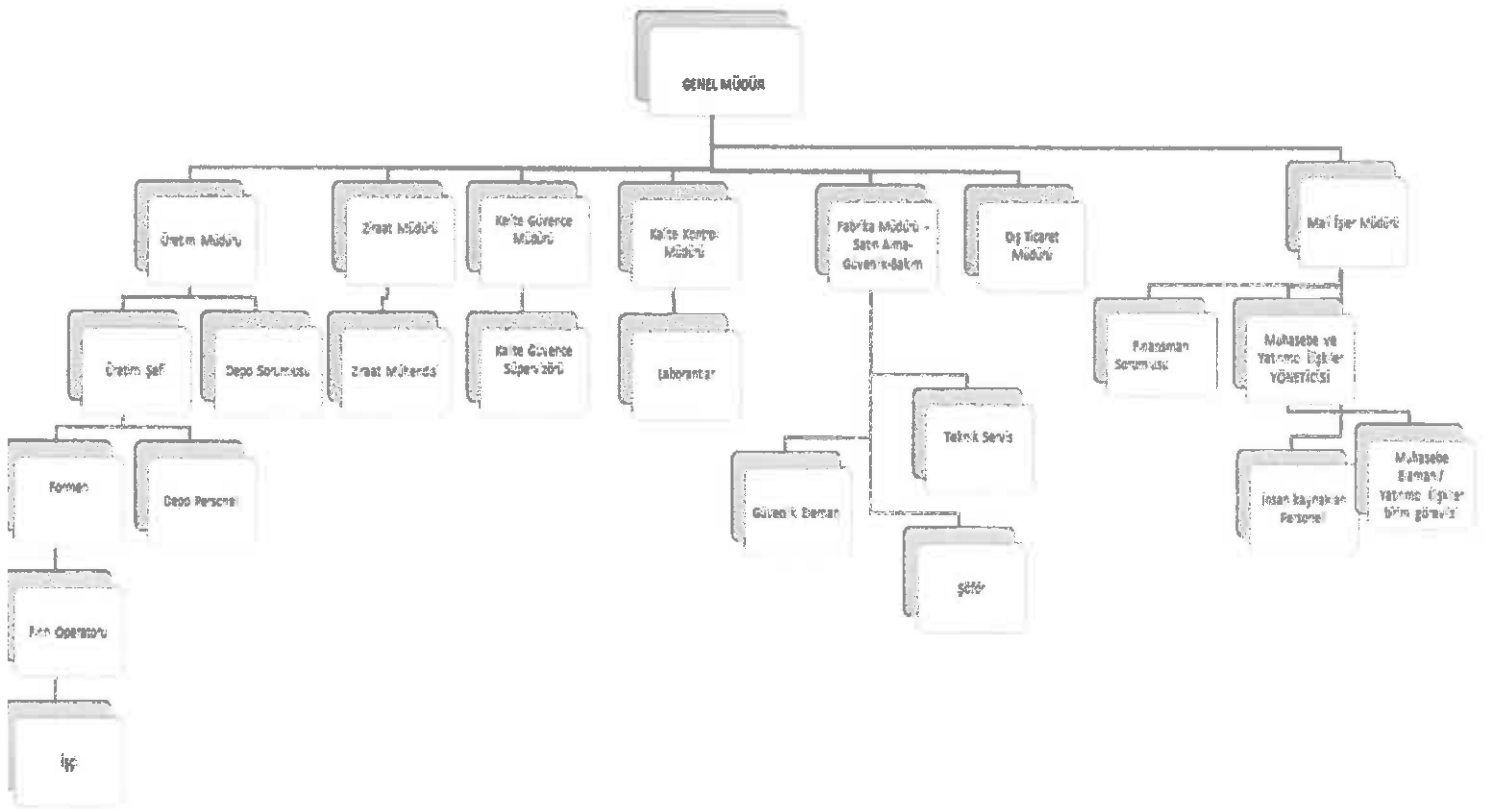 GENEL MÜDÜR
Üretim Müdürü
Ziraat Müdürü
Kalite Güvence
Müdürü
Kalite Kontrol
Müdürü
Fabrika Müdürü -
Satın Alma-
Güvenlik-Bakım
Dış Ticaret
Müdürü
Mali İşler Müdürü
Üretim Şefi
Depo Sorumlusu
Ziraat Mühendisi
Kalite Güvence
Süpervizörü
Laborantlar
Finansman
Sorumlusu
Muhasebe ve
Yatırımcı İlişkiler
YÖNETİCİSİ
Formen
Depo Personeli
Güvenlik Elemanı
Teknik Servis
Şöför
İnsan kaynakları
Personeli
Muhasebe
Elemanı/
Yatırımcı İlişkiler
birim görevlisi
Operatörü
İşçi